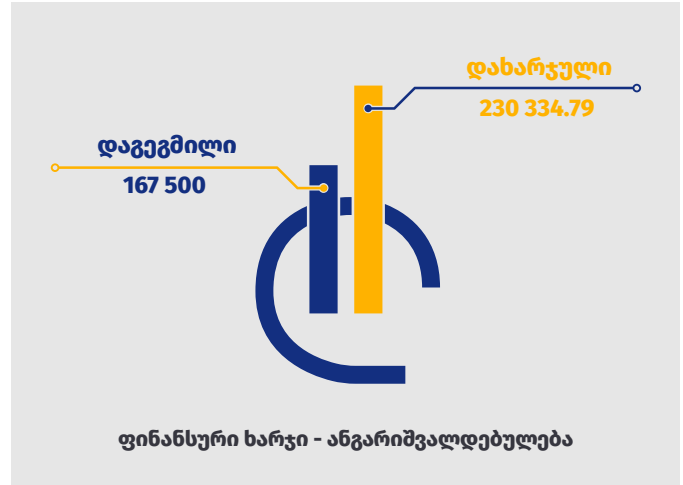 დახარჯული
230 334.79
დაგეგმილი
167 500
ფინანსური ხარჯი - ანგარიშვალდებულება